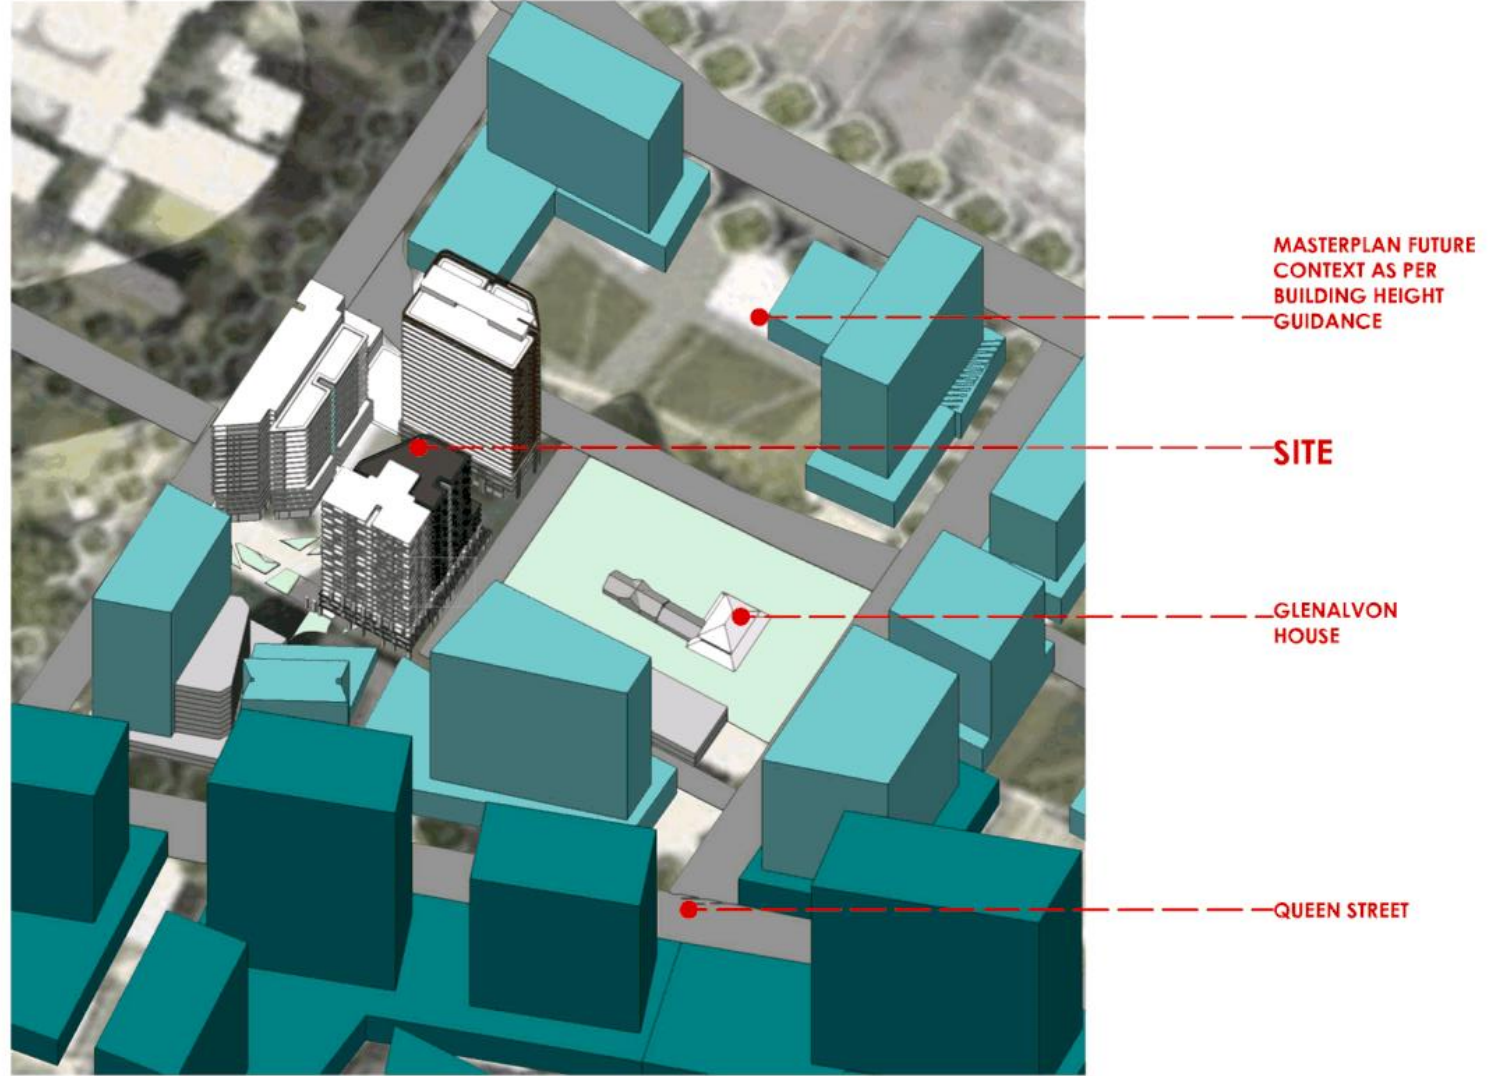 MASTERPLAN FUTURE
CONTEXT AS PER
BUILDING HEIGHT
GUIDANCE
SITE
GLENALVON
HOUSE
QUEEN STREET